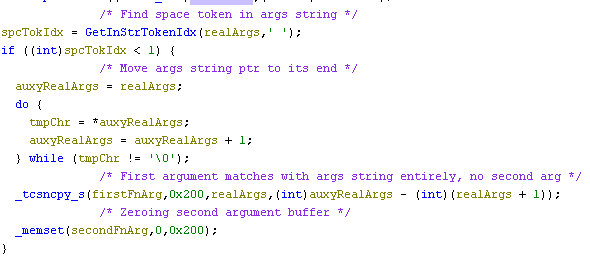 /* Find space token in args string */
spcTokIdx = GetInStrTokenIdx(realArgs,' ');
if ((int)spcTokIdx < 1) {
/* Move args string ptr to its end */
auxyRealArgs = realArgs;
do {
tmpChr = *auxyRealArgs;
auxyRealArgs = auxyRealArgs + 1;
} while (tmpChr != '\0');
/* First argument matches with args string entirely, no second arg */
_tcsncpy_s(firstFnArg,0x200,realArgs,(int)auxyRealArgs - (int)(realArgs + 1));
/* Zeroing second argument buffer */
_memset(secondFnArg,0,0x200);
}